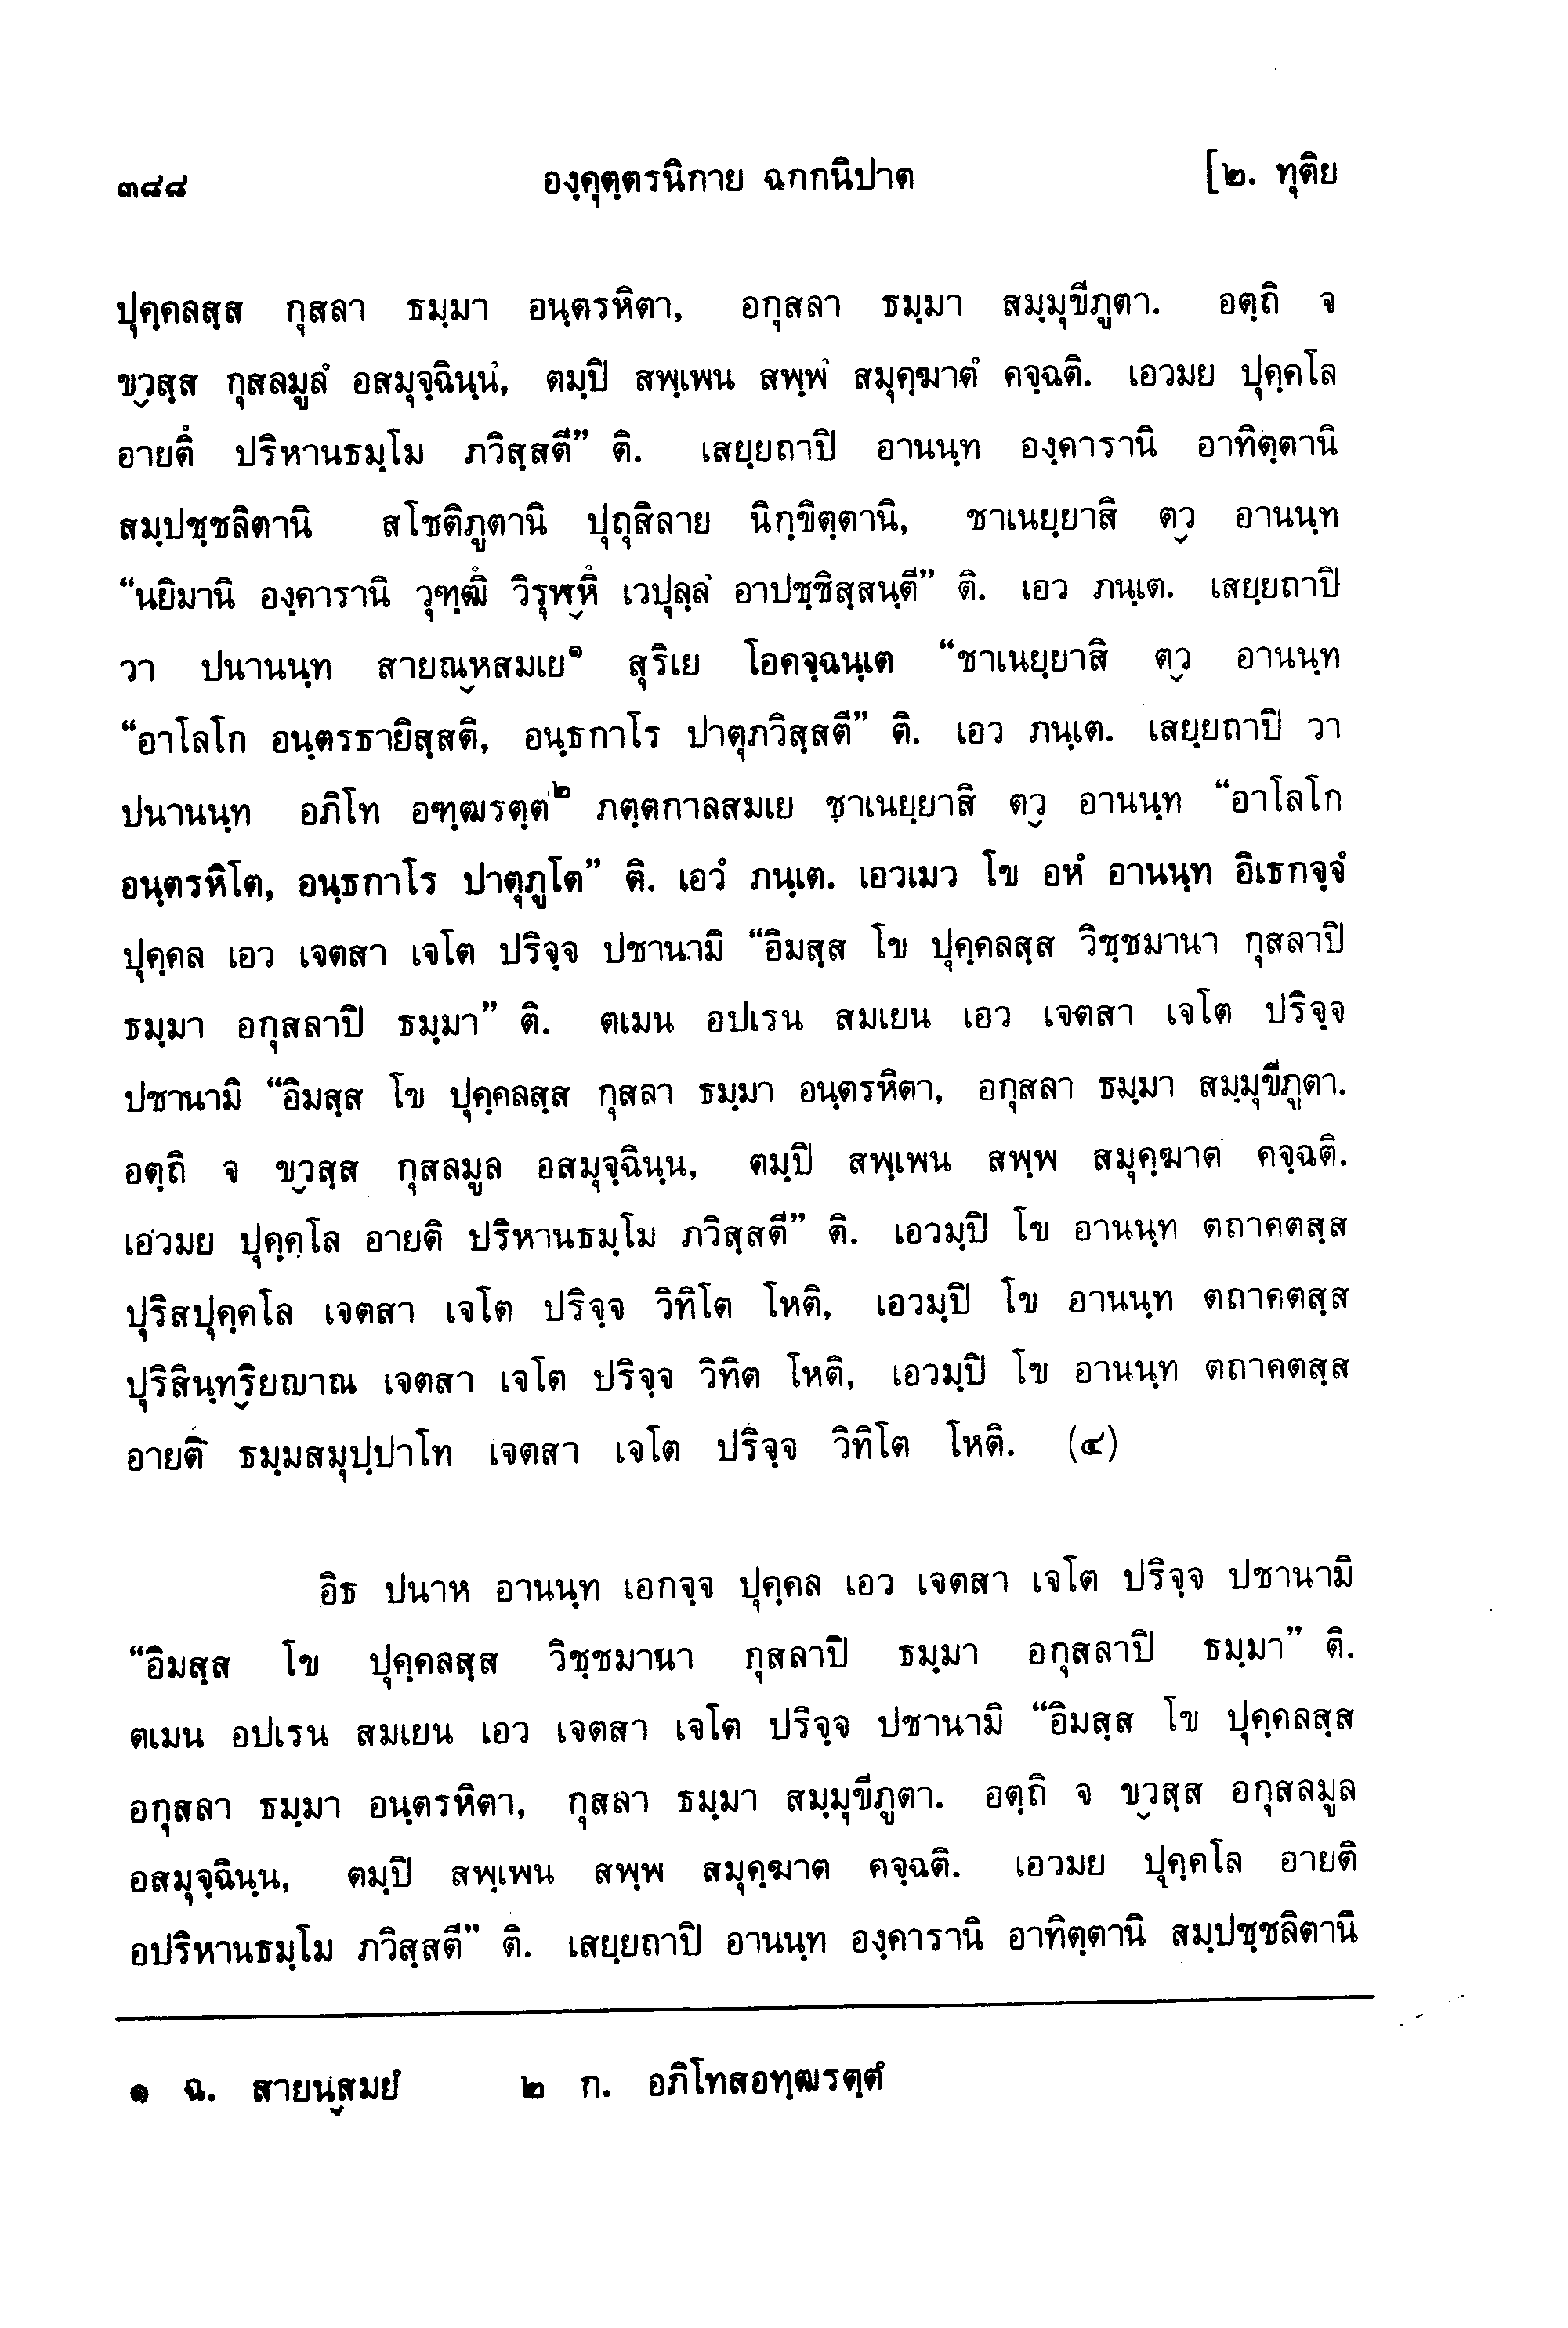 ๓๘๘ องฺคุตฺตรนิกาย ฉกกนิปาต [๒. ทุติย
ปุคฺคลสฺส กุสลา ธมฺมา อนฺตรหิตา, อกุสลา ธมฺมา สมฺมุขีภูตา. อตฺถิ จ
ขฺวสฺส กุสลมูลํ อสมุจฺฉินฺนํ, ตมฺปิ สพฺเพน สพฺพํ สมุคฺฆาตํ คจฺฉติ. เอวมย ปุคฺคโล
อายตึ ปริหานธมฺโม ภวิสฺสตี” ติ. เสยฺยถาปิ อานนฺท องฺคารานิ อาทิตฺตานิ
สมฺปชฺชลิตานิ สโชติภูตานิ ปุถุสิลาย นิกฺขิตฺตานิ, ชาเนยฺยาสิ ตฺว อานนฺท
“นยิมานิ องฺคารานิ วุฑฺฒึ วิรุฬฺหึ เวปุลฺลํ อาปชฺชิสฺสนฺตี” ติ. เอว ภนฺเต. เสยฺยถาปิ
วา ปนานนฺท สายณฺหสมเย๑ สุริเย โอคจฺฉนฺเต “ชาเนยฺยาสิ ตฺว อานนฺท
“อาโลโก อนฺตรธายิสฺสติ, อนฺธกาโร ปาตุภวิสฺสตี” ติ. เอว ภนฺเต. เสยฺยถาปิ วา
ปนานนฺท อภิโท อฑฺฒรตฺตํ๒ ภตฺตกาลสมเย ชาเนยฺยาสิ ตฺว อานนฺท “อาโลโก
อนฺตรหิโต, อนฺธกาโร ปาตุภูโต” ติ. เอวํ ภนฺเต. เอวเมว โข อหํ อานนฺท อิเธกจฺจํ
ปุคฺคล เอว เจตสา เจโต ปริจฺจ ปชานามิ “อิมสฺส โข ปุคฺคลสฺส วิชฺชมานา กุสลาปิ
ธมฺมา อกุสลาปิ ธมฺมา” ติ. ตเมน อปเรน สมเยน เอว เจตสา เจโต ปริจฺจ
ปชานามิ “อิมสฺส โข ปุคฺคลสฺส กุสลา ธมฺมา อนฺตรหิตา, อกุสลา ธมฺมา สมฺมุขีภูตา.
อตฺถิ จ ขฺวสฺส กุสลมูล อสมุจฺฉินฺน, ตมฺปิ สพฺเพน สพฺพ สมุคฺฆาต คจฺฉติ.
เอวมย ปุคฺคโล อายติ ปริหานธมฺโม ภวิสฺสตี” ติ. เอวมฺปิ โข อานนฺท ตถาคตสฺส
ปุริสปุคฺคโล เจตสา เจโต ปริจฺจ วิทิโต โหติ, เอวมฺปิ โข อานนฺท ตถาคตสฺส
ปุริสินฺทฺริยญาณ เจตสา เจโต ปริจฺจ วิทิต โหติ, เอวมฺปิ โข อานนฺท ตถาคตสฺส
อายตึ ธมฺมสมุปฺปาโท เจตสา เจโต ปริจฺจ วิทิโต โหติ. (๔)
อิธ ปนาห อานนฺท เอกจฺจ ปุคฺคล เอว เจตสา เจโต ปริจฺจ ปชานามิ
“อิมสฺส โข ปุคฺคลสฺส วิชฺชมานา กุสลาปิ ธมฺมา อกุสลาปิ ธมฺมา” ติ.
ตเมน อปเรน สมเยน เอว เจตสา เจโต ปริจฺจ ปชานามิ “อิมสฺส โข ปุคฺคลสฺส
อกุสลา ธมฺมา อนฺตรหิตา, กุสลา ธมฺมา สมฺมุขีภูตา. อตฺถิ จ ขฺวสฺส อกุสลมูล
อสมุจฺฉินฺน, ตมฺปิ สพฺเพน สพฺพ สมุคฺฆาต คจฺฉติ. เอวมย ปุคฺคโล อายติ
อปริหานธมฺโม ภวิสฺสตี” ติ. เสยฺยถาปิ อานนฺท องฺคารานิ อาทิตฺตานิ สมฺปชฺชลิตานิ
๑ ฉ. สายนฺสมยํ ๒ ก. อภิโทสอทฺฒรตฺตํ